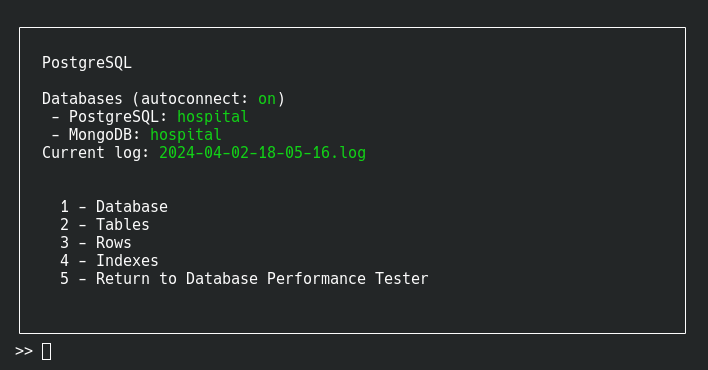 PostgreSQL
Databases (autoconnect: on)
- PostgreSQL: hospital
- MongoDB: hospital
Current log: 2024-04-02-18-05-16.log
1 - Database
2 - Tables
3 - Rows
4 - Indexes
5 - Return to Database Performance Tester
>>